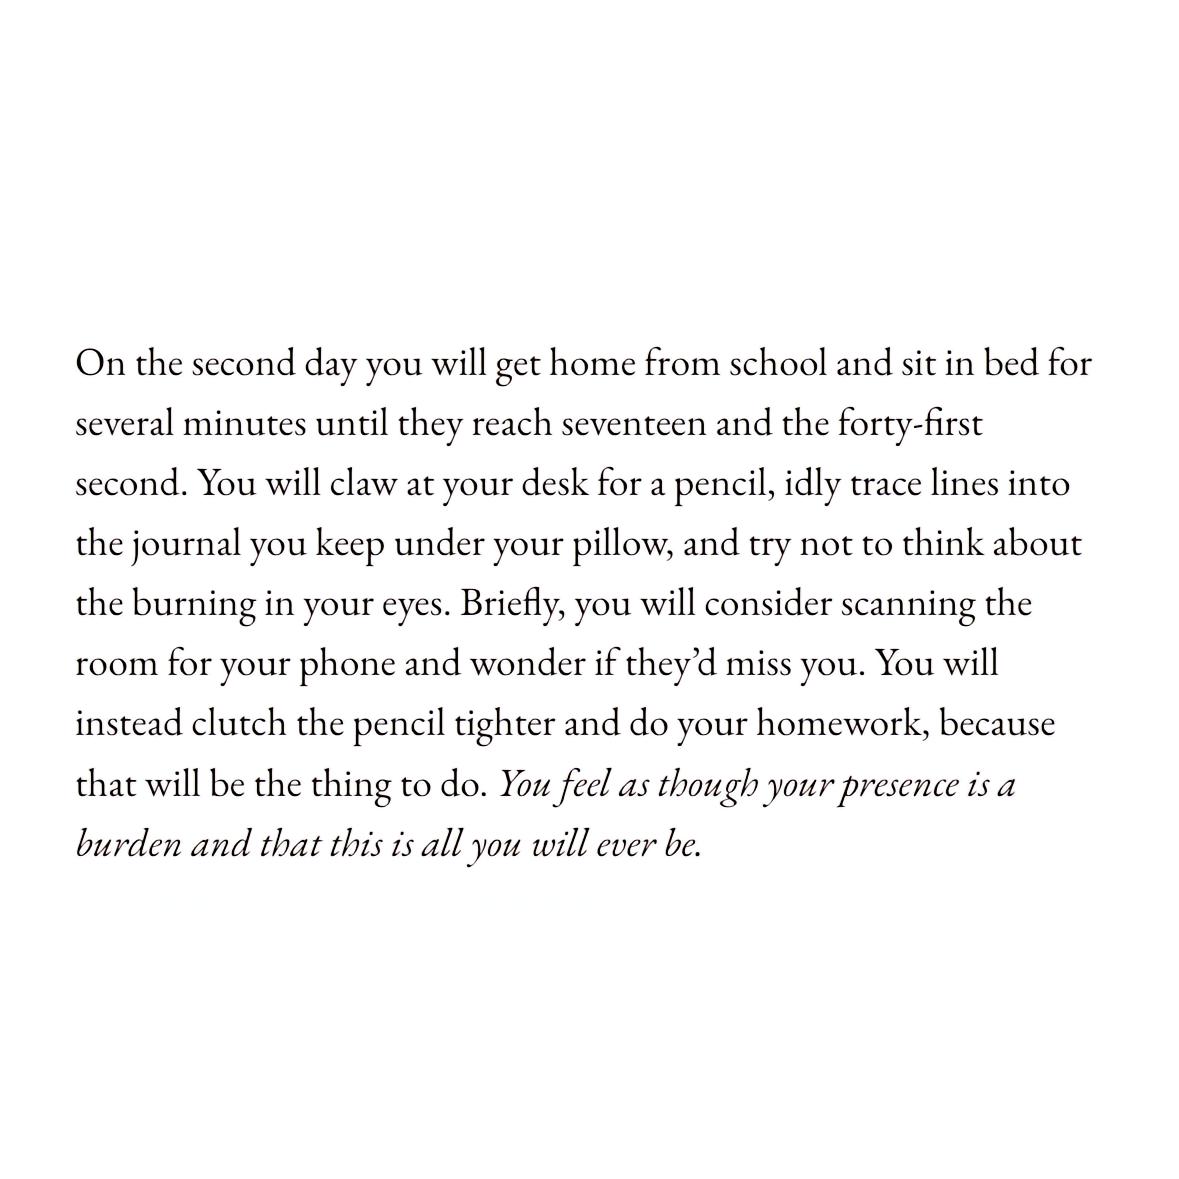 On the second day you will get home from school and sit in bed for
several minutes until they reach seventeen and the forty-first
second. You will claw at your desk for a pencil, idly trace lines into
the journal you keep under your pillow, and try not to think about
the burning in your eyes. Briefly, you will consider scanning the
room for your phone and wonder if they’d miss you. You will
instead clutch the pencil tighter and do your homework, because
that will be the thing to do. You feel as though your presence is a
burden and that this is all you will ever be.